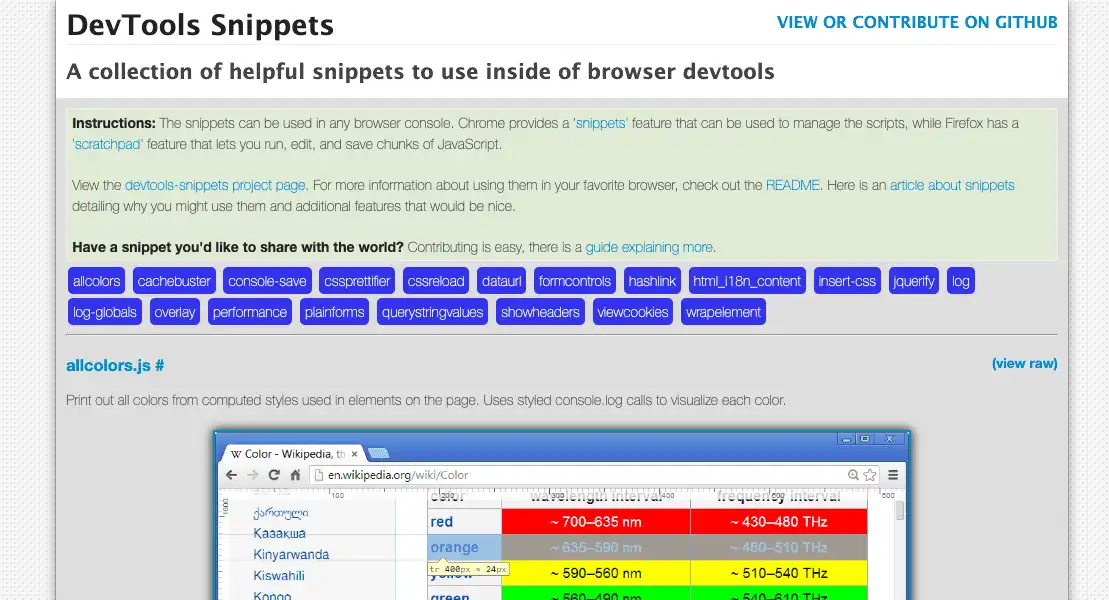 DevTools Snippets
VIEW OR CONTRIBUTE ON GITHUB
A collection of helpful snippets to use inside of browser devtools
Instructions: The snippets can be used in any browser console. Chrome provides a 'snippets' feature that can be used to manage the scripts, while Firefox has a
'scratchpad' feature that lets you run, edit, and save chunks of JavaScript.
View the devtools-snippets project page. For more information about using them in your favorite browser, check out the README. Here is an article about snippets
detailing why you might use them and additional features that would be nice.
Have a snippet you'd like to share with the world? Contributing is easy, there is a guide explaining more.
allcolors cachebuster console-save cssprettifier cssreload dataurl formcontrols hashlink html_i18n_content insert-css jquerify log
log-globals overlay performance plainforms querystringvalues showheaders viewcookies wrapelement
allcolors.js #
(view raw)
Print out all colors from computed styles used in elements on the page. Uses styled console.log calls to visualize each color.
W Color - Wikipedia, th ×
en.wikipedia.org/wiki/Color
100 200 300 400 500 600
color wavelength interval frequency interval
ქართული
Қазақша
Kinyarwanda
Kiswahili
Kongo
red ~ 700–635 nm ~ 430–480 THz
orange ~ 635–590 nm ~ 480–510 THz
tr 400px × 24px
yellow ~ 590–560 nm ~ 510–540 THz
green ~ 560–490 nm ~ 540–610 THz